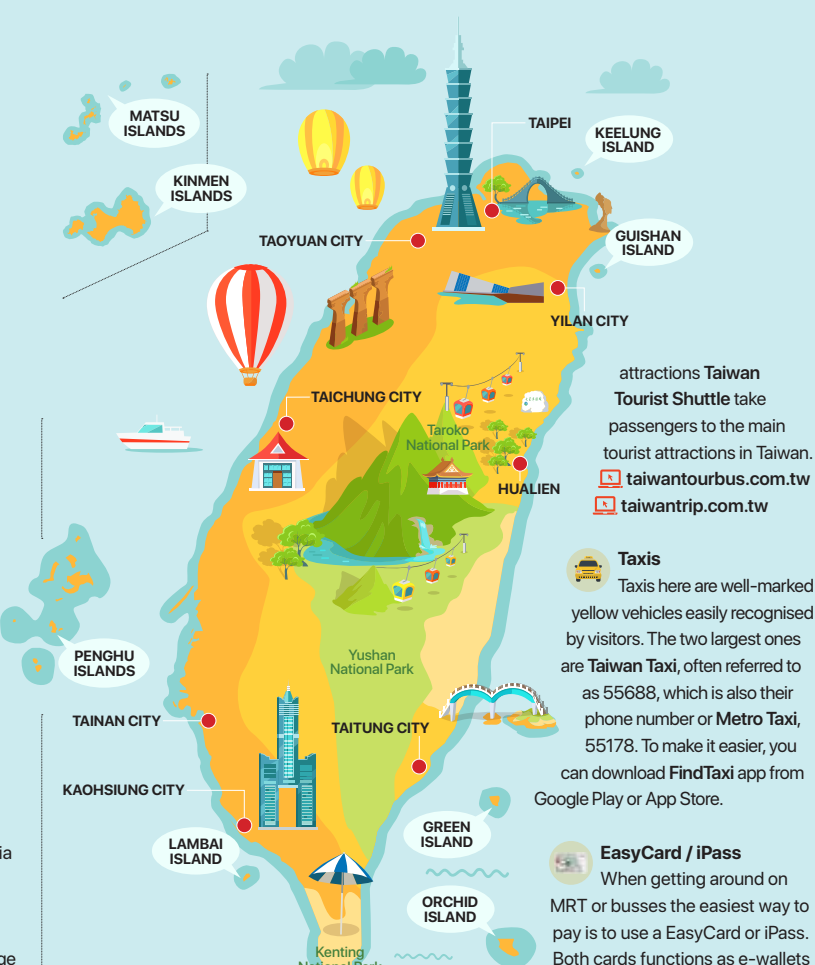 MATSU
ISLANDS
KINMEN
ISLANDS
TAIPEI
KEELUNG
ISLAND
TAOYUAN CITY
GUISHAN
ISLAND
YILAN CITY
TAICHUNG CITY
Taroko
National Park
HUALIEN
PENGHU
ISLANDS
Yushan
National Park
TAINAN CITY
TAITUNG CITY
KAOHSIUNG CITY
LAMBAI
ISLAND
GREEN
ISLAND
ORCHID
ISLAND
Kenting
National Park
ia
ge
attractions Taiwan
Tourist Shuttle take
passengers to the main
tourist attractions in Taiwan.
taiwantourbus.com.tw
taiwantrip.com.tw
Taxis
Taxis here are well-marked
yellow vehicles easily recognised
by visitors. The two largest ones
are Taiwan Taxi, often referred to
as 55688, which is also their
phone number or Metro Taxi,
55178. To make it easier, you
can download FindTaxi app from
Google Play or App Store.
EasyCard / iPass
When getting around on
MRT or busses the easiest way to
pay is to use a EasyCard or iPass.
Both cards functions as e-wallets